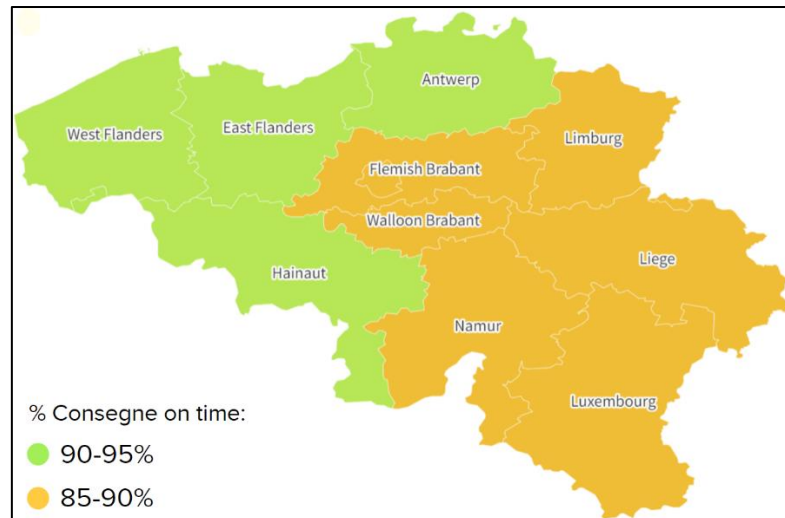 Antwerp
West Flanders
East Flanders
Limburg
Flemish Brabant
Walloon Brabant
Liege
Hainaut
Namur
Luxembourg
% Consegne on time:
90-95%
85-90%